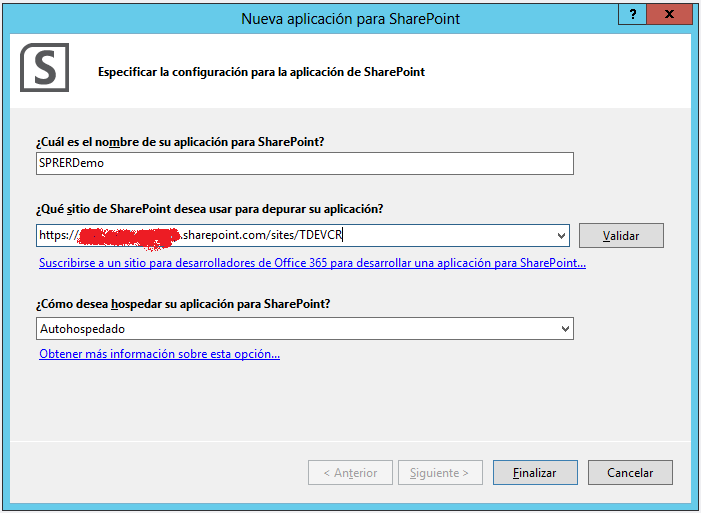 Nueva aplicación para SharePoint
? x
S
Especificar la configuración para la aplicación de SharePoint
¿Cuál es el nombre de su aplicación para SharePoint?
SPRERDemo
¿Qué sitio de SharePoint desea usar para depurar su aplicación?
https:// .sharepoint.com/sites/TDEVCR
Validar
Suscribirse a un sitio para desarrolladores de Office 365 para desarrollar una aplicación para SharePoint...
¿Cómo desea hospedar su aplicación para SharePoint?
Autohospedado
Obtener más información sobre esta opción...
< Anterior Siguiente > Finalizar Cancelar